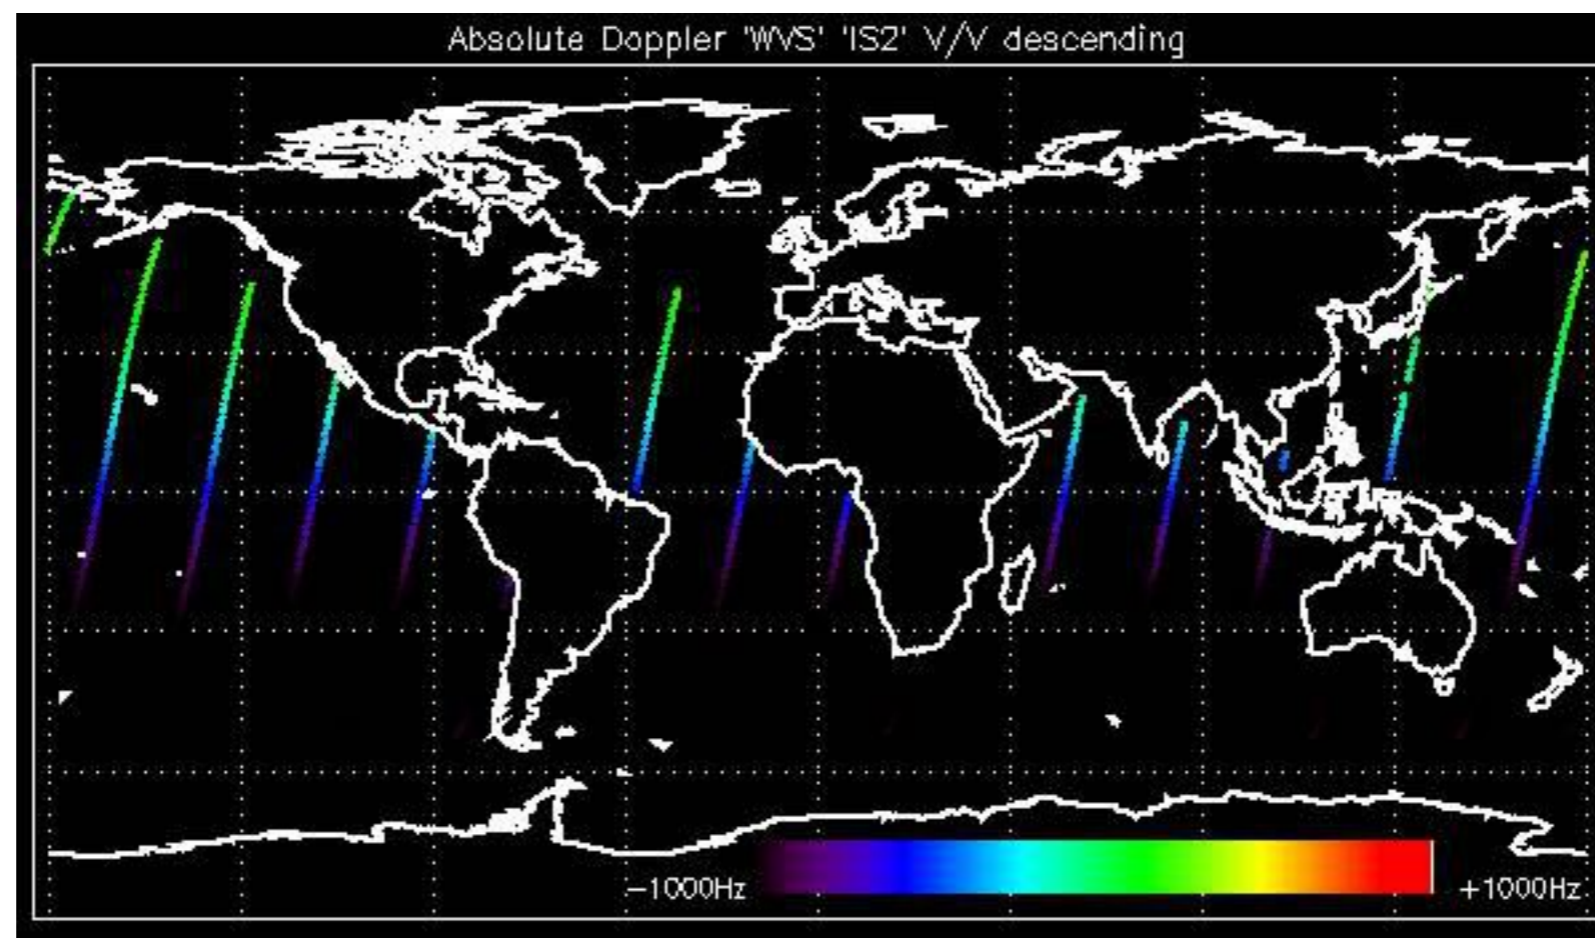 Absolute Doppler 'WVS' 'IS2' V/V descending
-1000Hz +1000Hz